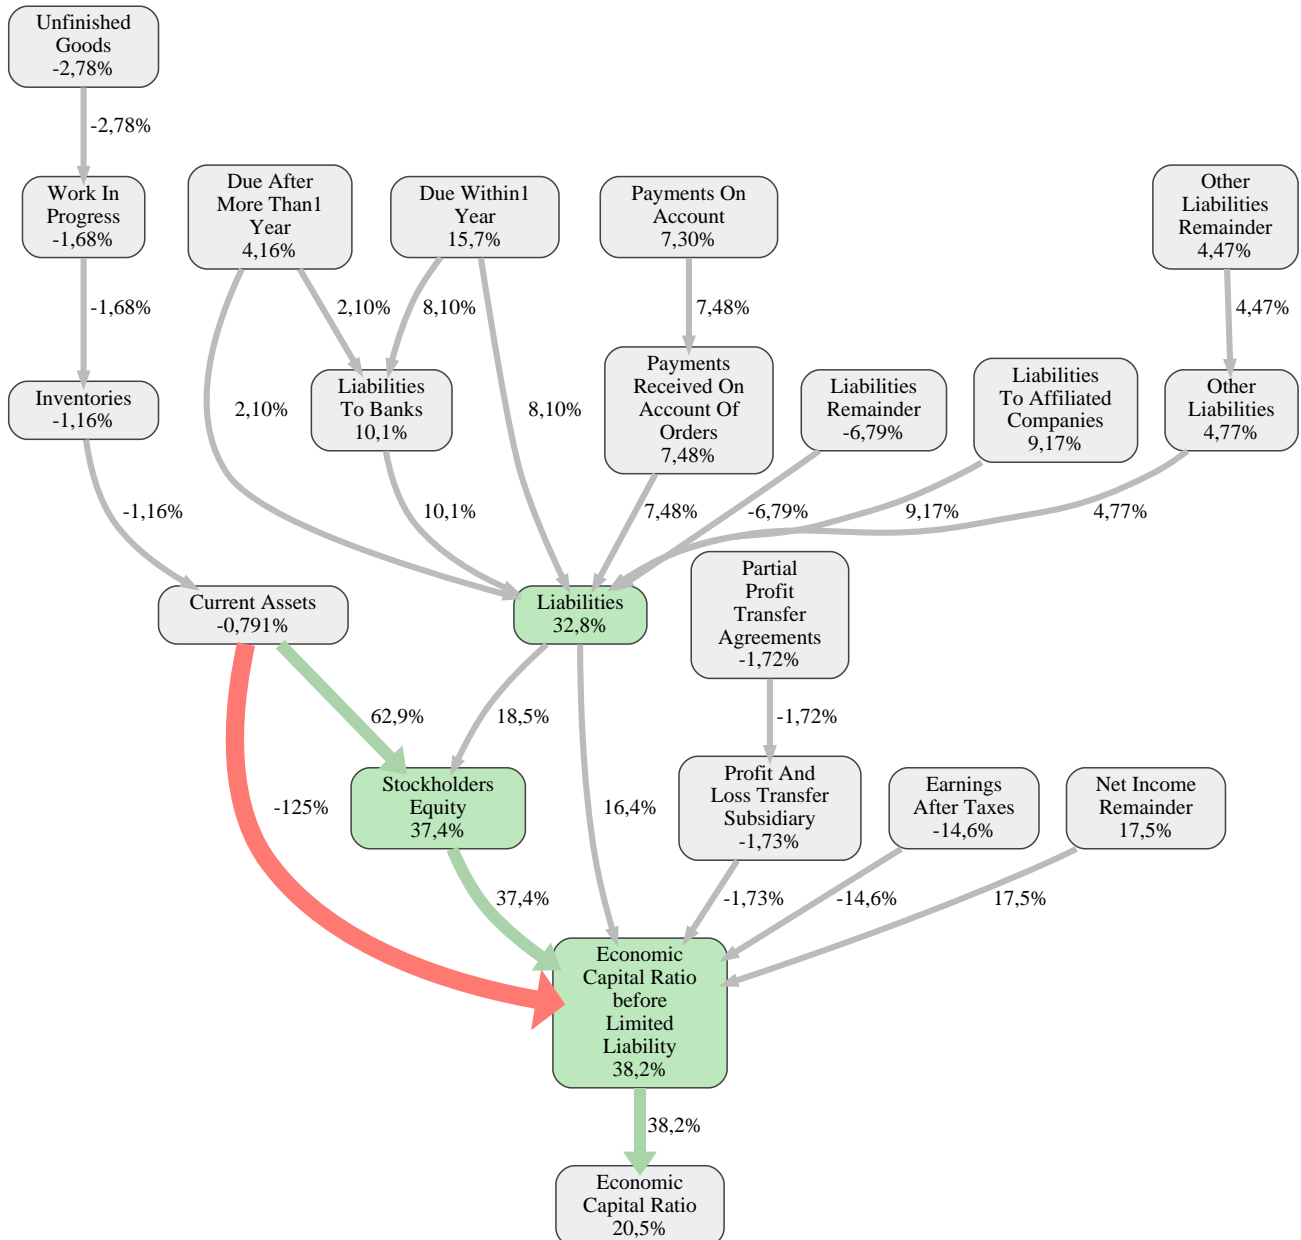 Unfinished
Goods
-2,78%
-2,78%
Work In
Progress
-1,68%
Due After
More Than1
Year
4,16%
Due Within1
Year
15,7%
Payments On
Account
7,30%
Other
Liabilities
Remainder
4,47%
-1,68%
2,10%
8,10%
7,48%
4,47%
Inventories
-1,16%
2,10%
Liabilities
To Banks
10,1%
8,10%
Payments
Received On
Account Of
Orders
7,48%
Liabilities
Remainder
-6,79%
Liabilities
To Affiliated
Companies
9,17%
Other
Liabilities
4,77%
-1,16%
10,1%
7,48%
-6,79%
9,17%
4,77%
Current Assets
-0,791%
Liabilities
32,8%
Partial
Profit
Transfer
Agreements
-1,72%
62,9%
18,5%
-1,72%
-125%
Stockholders
Equity
37,4%
16,4%
Profit And
Loss Transfer
Subsidiary
-1,73%
Earnings
After Taxes
-14,6%
Net Income
Remainder
17,5%
37,4%
-1,73%
-14,6%
17,5%
Economic
Capital Ratio
before
Limited
Liability
38,2%
38,2%
Economic
Capital Ratio
20,5%